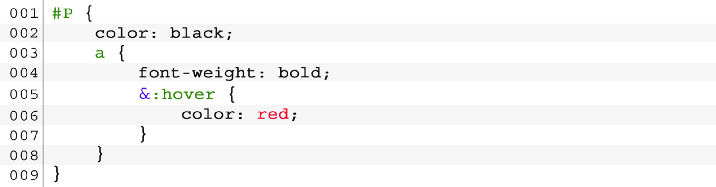 001 #P {
002     color: black;
003     a {
004         font-weight: bold;
005         &:hover {
006             color: red;
007         }
008     }
009 }